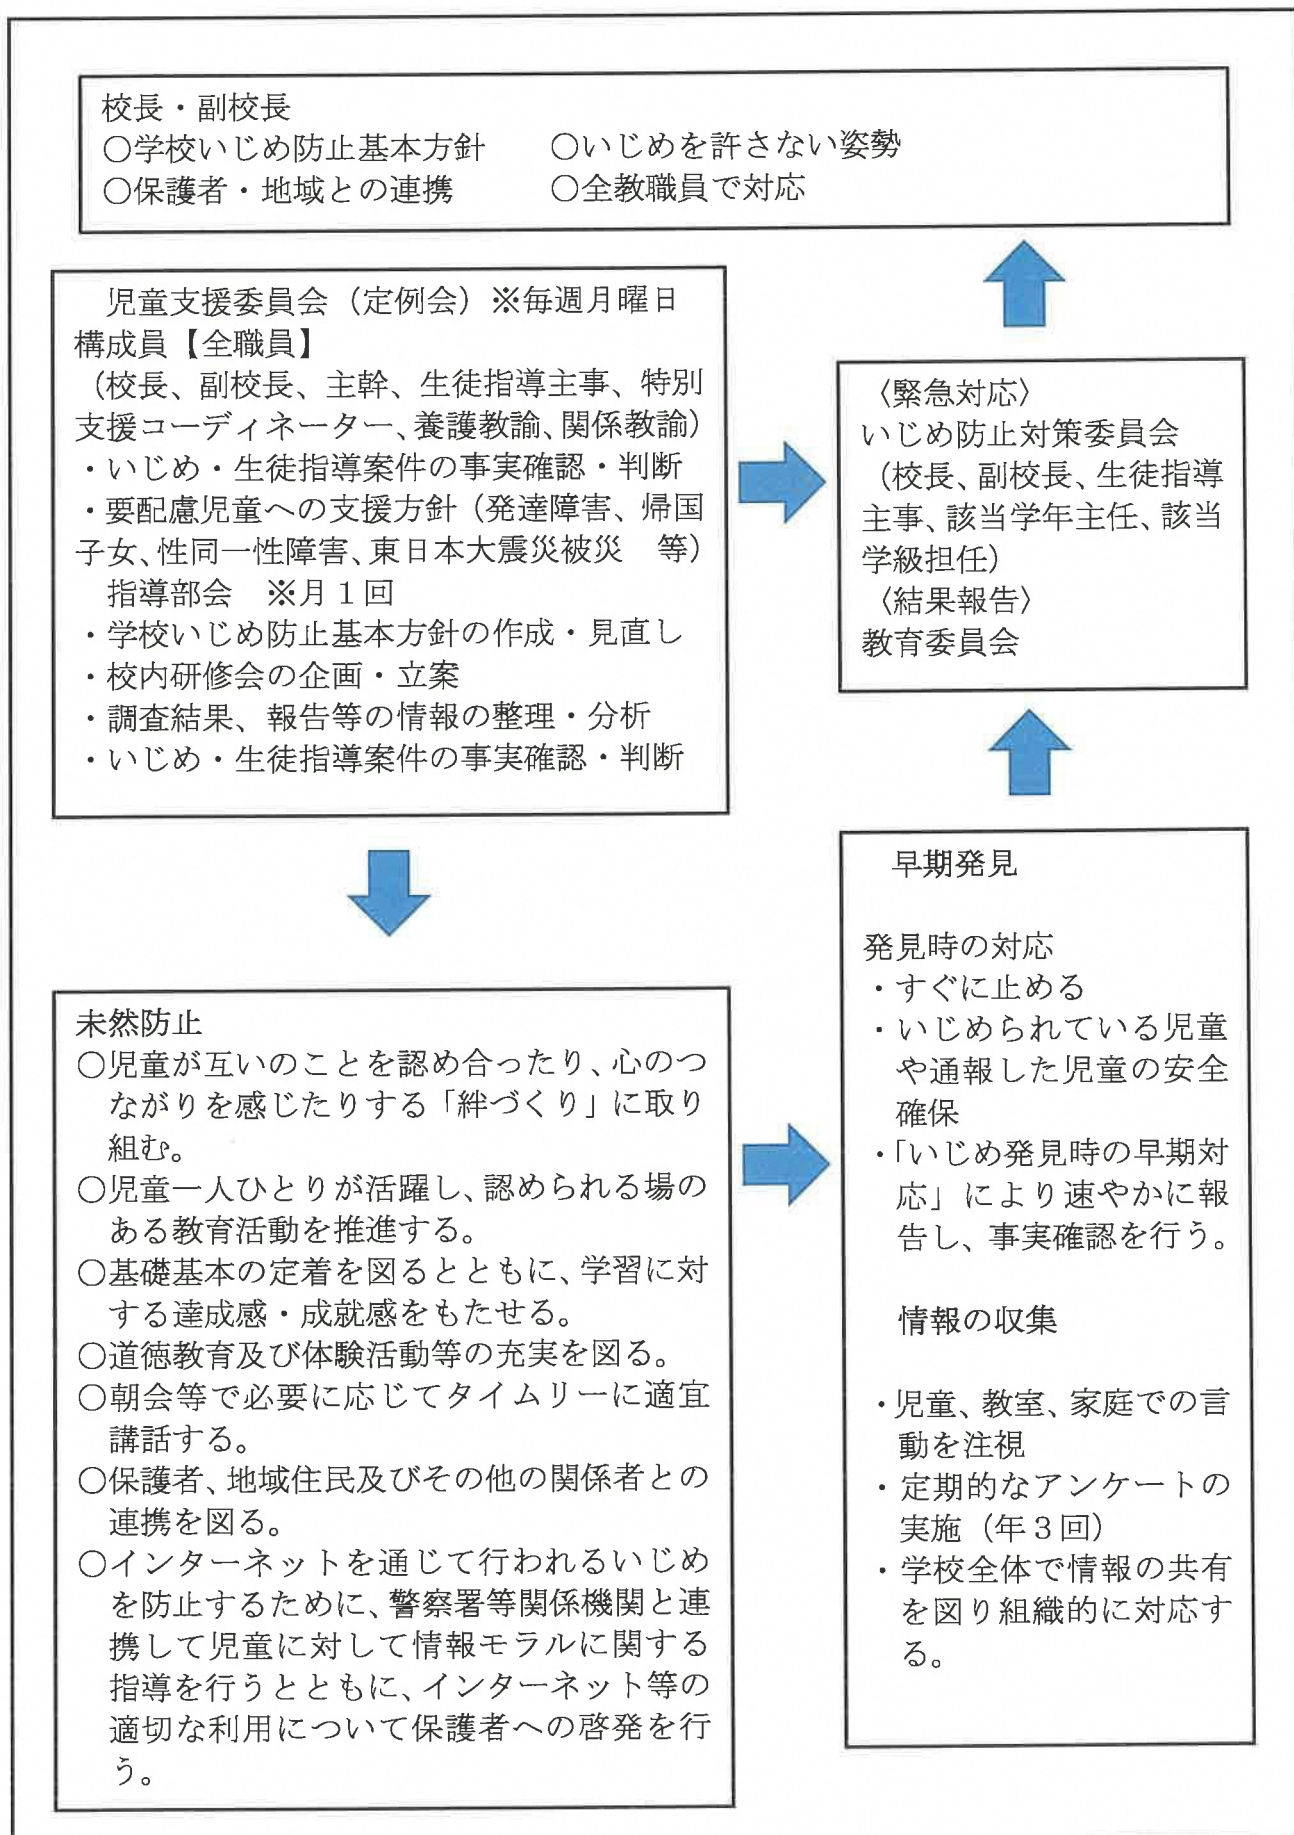 校長・副校長
○学校いじめ防止基本方針　　○いじめを許さない姿勢
○保護者・地域との連携　　　○全教職員で対応
児童支援委員会（定例会）※毎週月曜日
構成員【全職員】
（校長、副校長、主幹、生徒指導主事、特別
支援コーディネーター、養護教諭、関係教諭）
・いじめ・生徒指導案件の事実確認・判断
・要配慮児童への支援方針（発達障害、帰国
子女、性同一性障害、東日本大震災被災　等）
指導部会　※月１回
・学校いじめ防止基本方針の作成・見直し
・校内研修会の企画・立案
・調査結果、報告等の情報の整理・分析
・いじめ・生徒指導案件の事実確認・判断
〈緊急対応〉
いじめ防止対策委員会
（校長、副校長、生徒指導
主事、該当学年主任、該当
学級担任）
〈結果報告〉
教育委員会
未然防止
○児童が互いのことを認め合ったり、心のつ
ながりを感じたりする「絆づくり」に取り
組む。
○児童一人ひとりが活躍し、認められる場の
ある教育活動を推進する。
○基礎基本の定着を図るとともに、学習に対
する達成感・成就感をもたせる。
○道徳教育及び体験活動等の充実を図る。
○朝会等で必要に応じてタイムリーに適宜
講話する。
○保護者、地域住民及びその他の関係者との
連携を図る。
○インターネットを通じて行われるいじめ
を防止するために、警察署等関係機関と連
携して児童に対して情報モラルに関する
指導を行うとともに、インターネット等の
適切な利用について保護者への啓発を行
う。
早期発見
発見時の対応
・すぐに止める
・いじめられている児童
や通報した児童の安全
確保
・「いじめ発見時の早期対
応」により速やかに報
告し、事実確認を行う。
情報の収集
・児童、教室、家庭での言
動を注視
・定期的なアンケートの
実施（年３回）
・学校全体で情報の共有
を図り組織的に対応す
る。